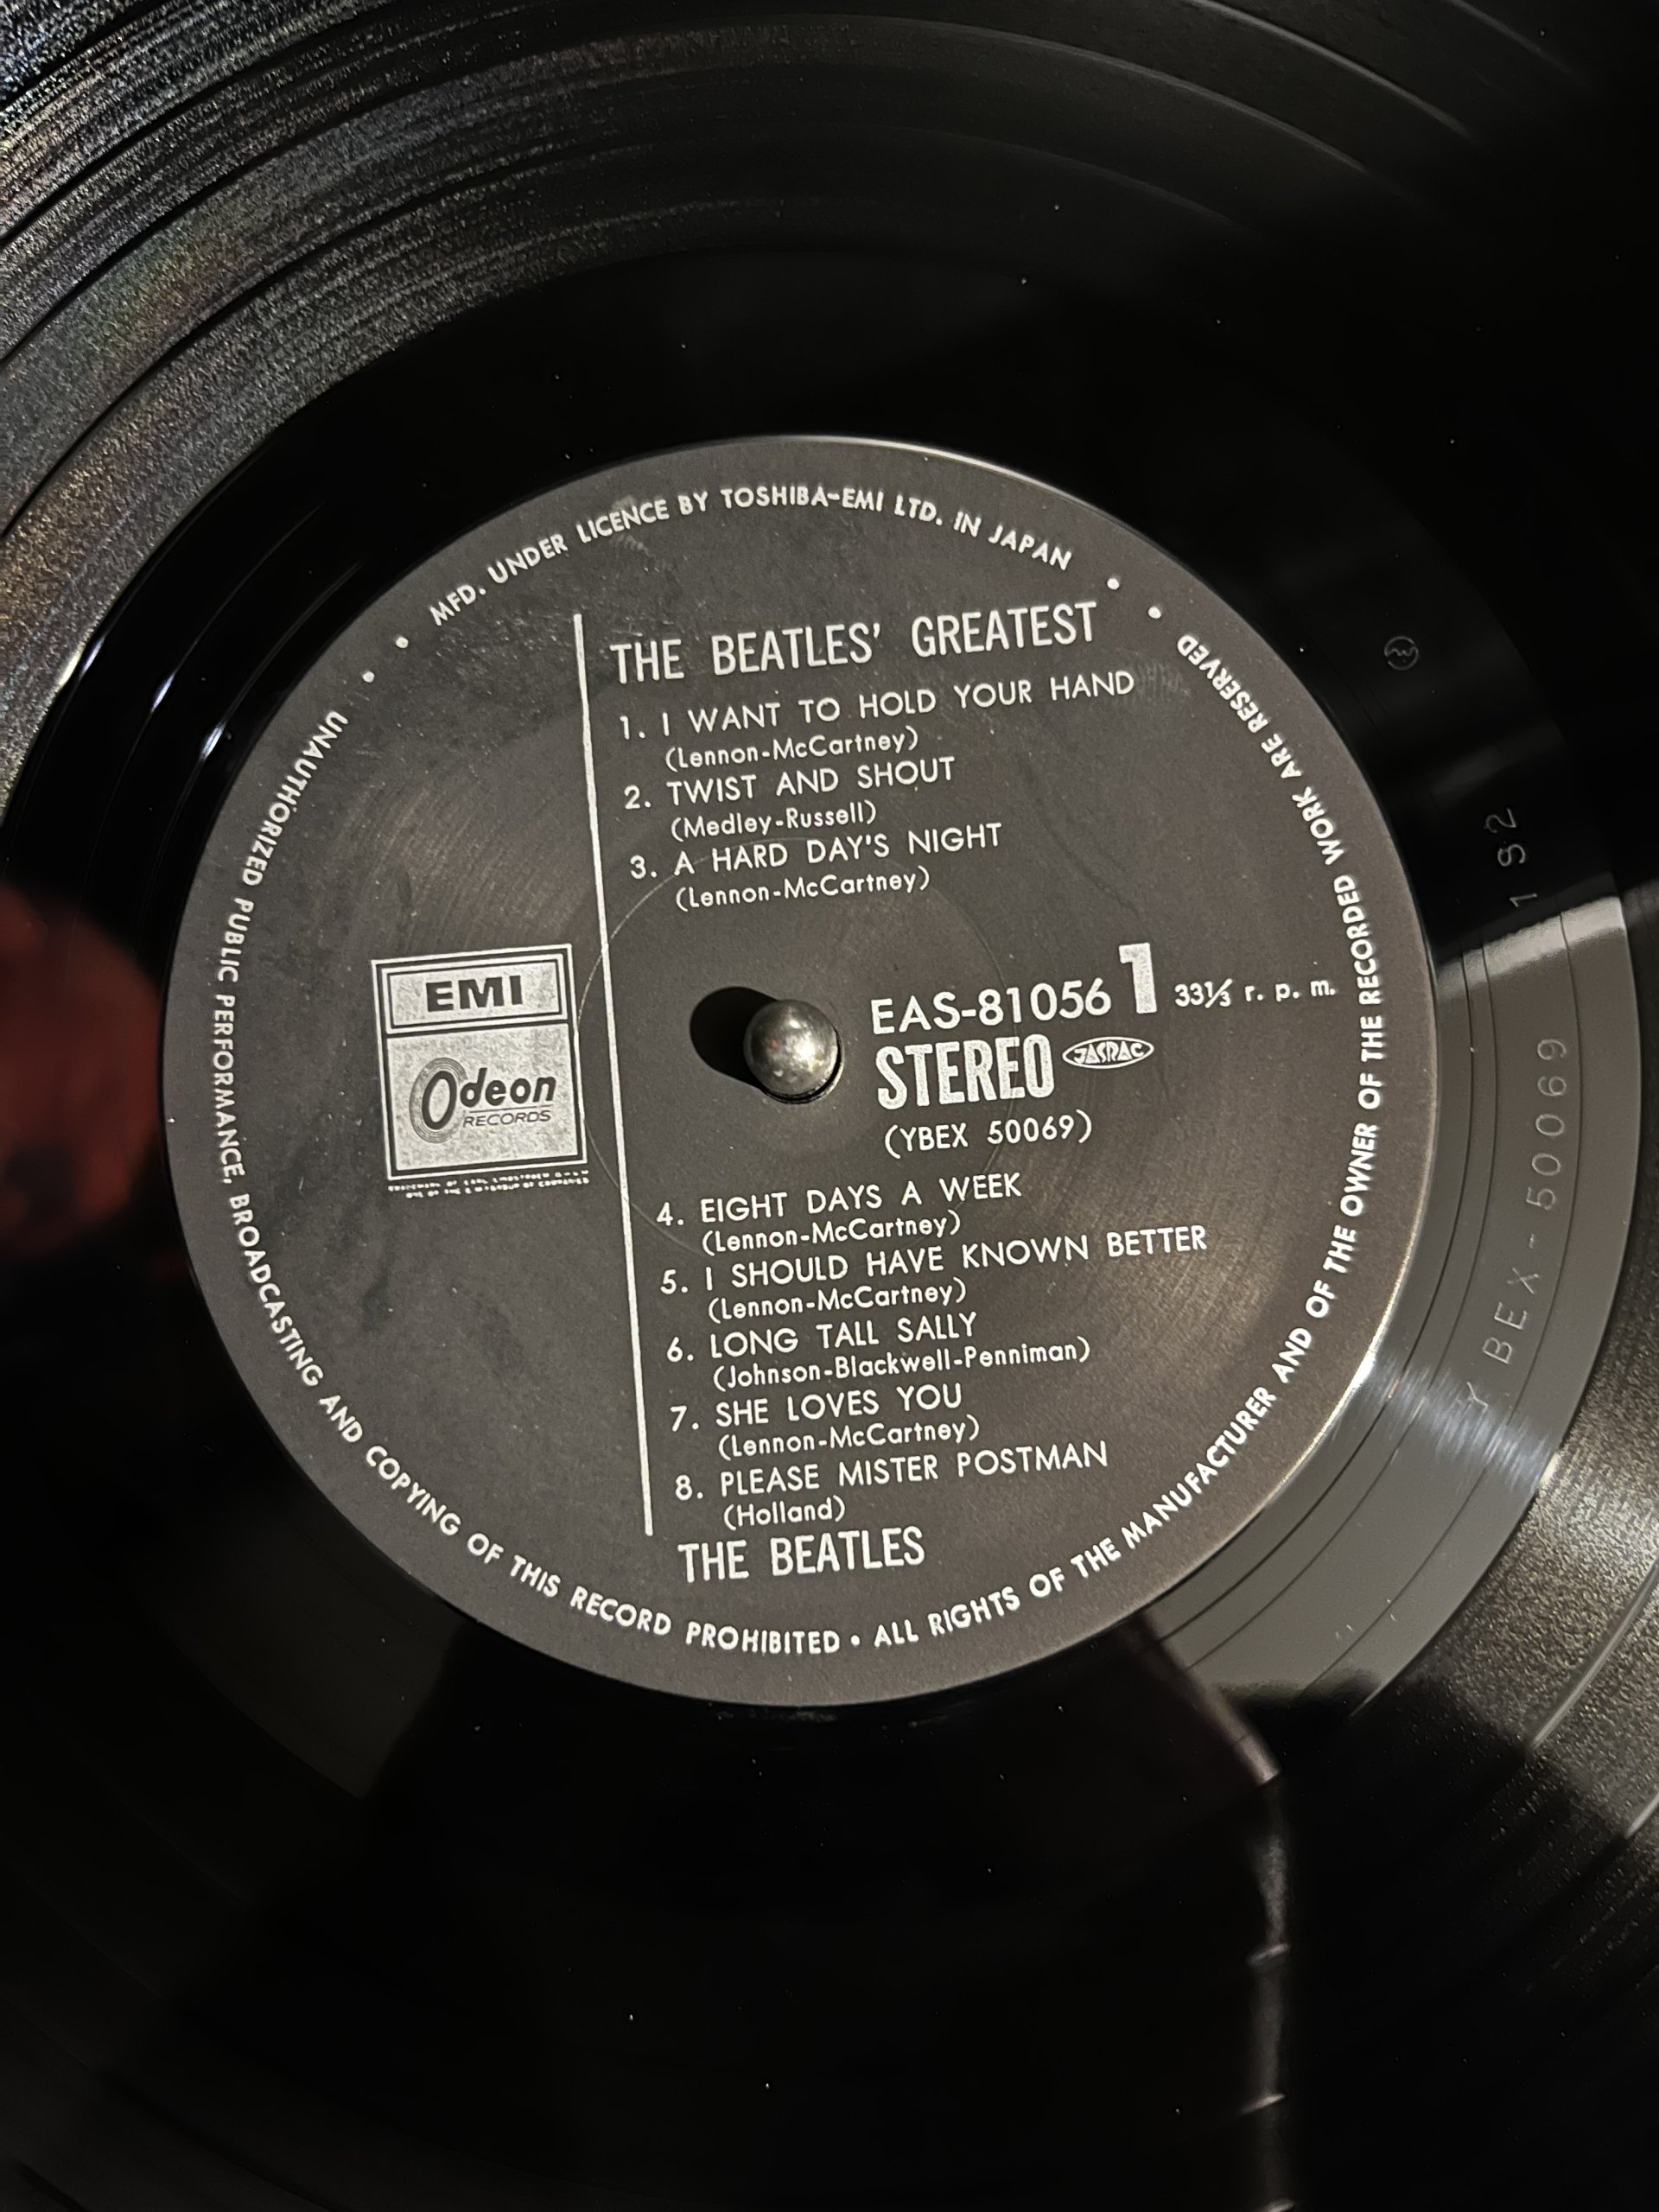 MFD. UNDER LICENCE BY TOSHIBA-EMI LTD. IN JAPAN
THE BEATLES' GREATEST
1. I WANT TO HOLD YOUR HAND
(Lennon-McCartney)
2. TWIST AND SHOUT
(Medley-Russell)
3. A HARD DAY'S NIGHT
(Lennon-McCartney)
EMI
Odeon
RECORDS
EAS-81056 1 33⅓ r. p. m.
STEREO JASRAC
(YBEX 50069)
4. EIGHT DAYS A WEEK
(Lennon-McCartney)
5. I SHOULD HAVE KNOWN BETTER
(Lennon-McCartney)
6. LONG TALL SALLY
(Johnson-Blackwell-Penniman)
7. SHE LOVES YOU
(Lennon-McCartney)
8. PLEASE MISTER POSTMAN
(Holland)
THE BEATLES
UNAUTHORIZED PUBLIC PERFORMANCE, BROADCASTING AND COPYING OF THIS RECORD PROHIBITED • ALL RIGHTS OF THE MANUFACTURER AND OF THE OWNER OF THE RECORDED WORK ARE RESERVED
YBEX-50069 1S2